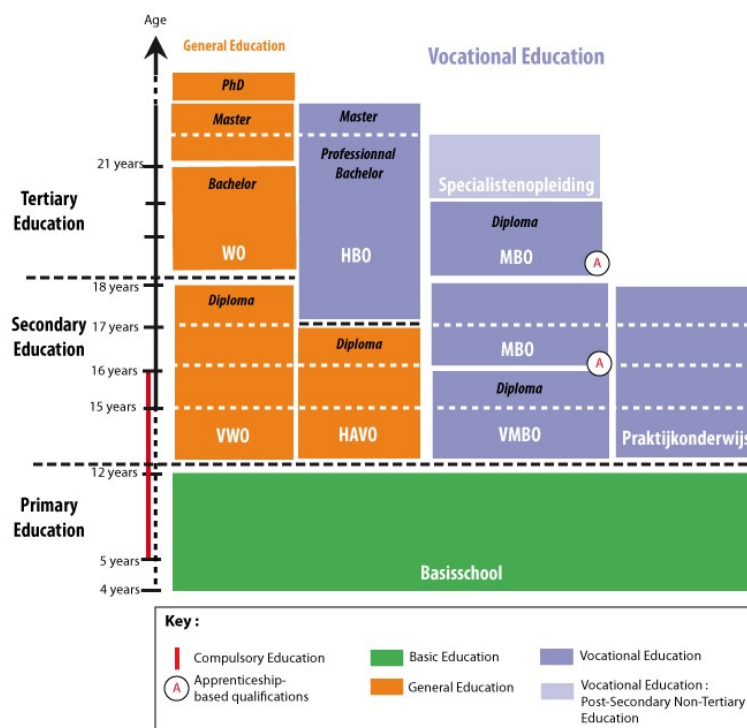 Age
General Education
Vocational Education
PhD
Master
Master
21 years
Professionnal
Bachelor
Bachelor
Specialistenopleiding
Tertiary
Education
Diploma
WO
HBO
MBO
A
18 years
Diploma
Secondary
Education
17 years
Diploma
MBO
A
16 years
Diploma
15 years
VWO
HAVO
VMBO
Praktijkonderwijs
12 years
Primary
Education
5 years
Basisschool
4 years
Key :
Compulsory Education
Basic Education
Vocational Education
A
Apprenticeship-
based qualifications
General Education
Vocational Education :
Post-Secondary Non-Tertiary
Education